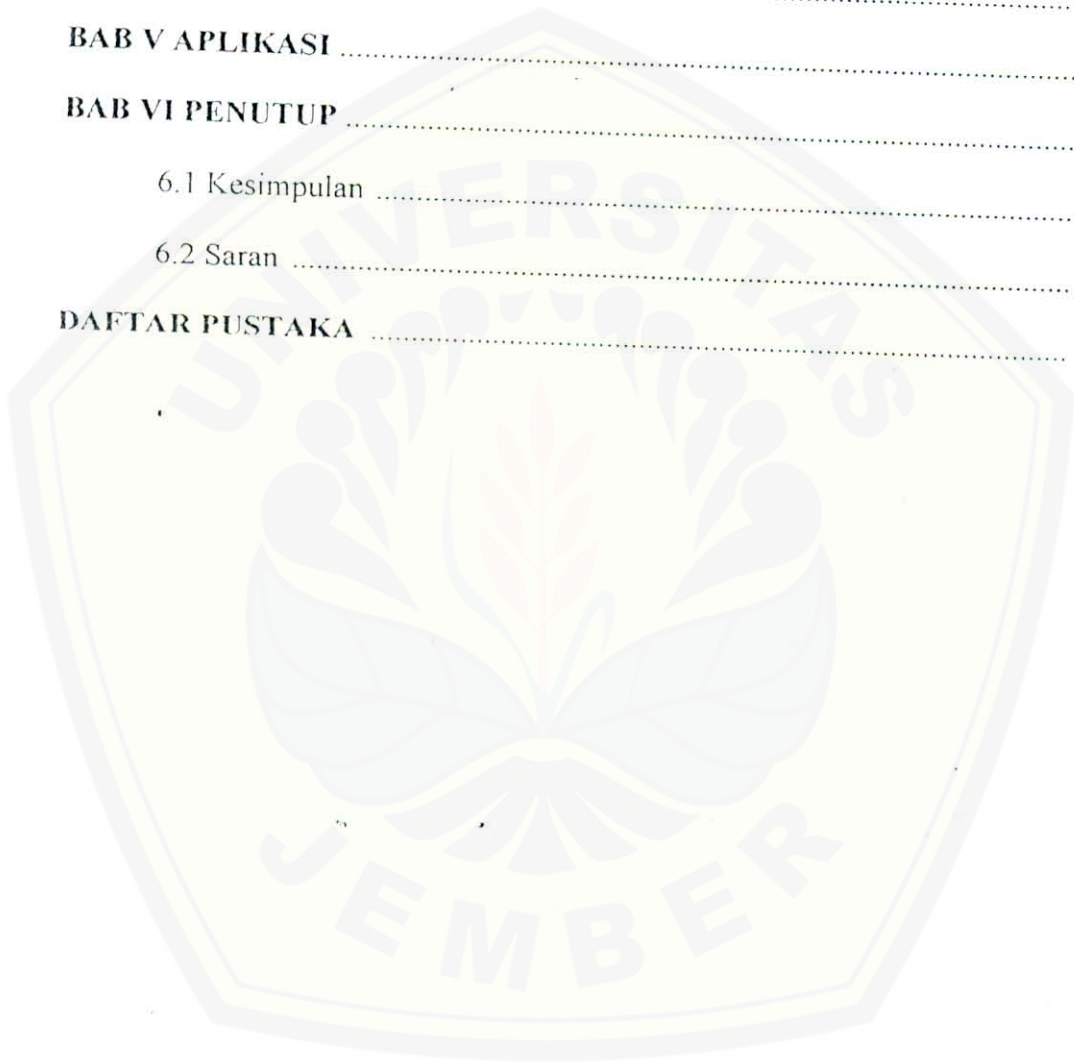 BAB V APLIKASI ........................................
BAB VI PENUTUP ........................................
6.1 Kesimpulan ........................................
6.2 Saran ........................................
DAFTAR PUSTAKA ........................................
UNIVERSITAS
JEMBER